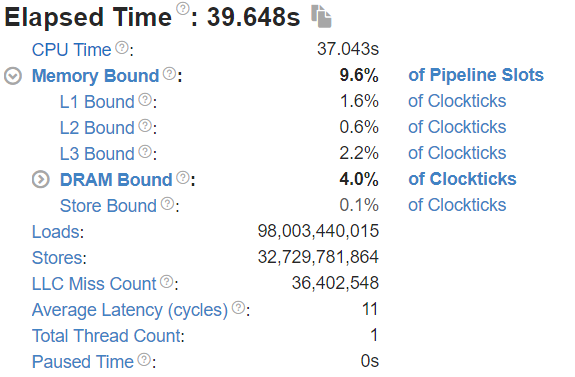 Elapsed Time ?: 39.648s
CPU Time ?: 37.043s
Memory Bound ?: 9.6% of Pipeline Slots
L1 Bound ?: 1.6% of Clockticks
L2 Bound ?: 0.6% of Clockticks
L3 Bound ?: 2.2% of Clockticks
DRAM Bound ?: 4.0% of Clockticks
Store Bound ?: 0.1% of Clockticks
Loads: 98,003,440,015
Stores: 32,729,781,864
LLC Miss Count ?: 36,402,548
Average Latency (cycles) ?: 11
Total Thread Count: 1
Paused Time ?: 0s